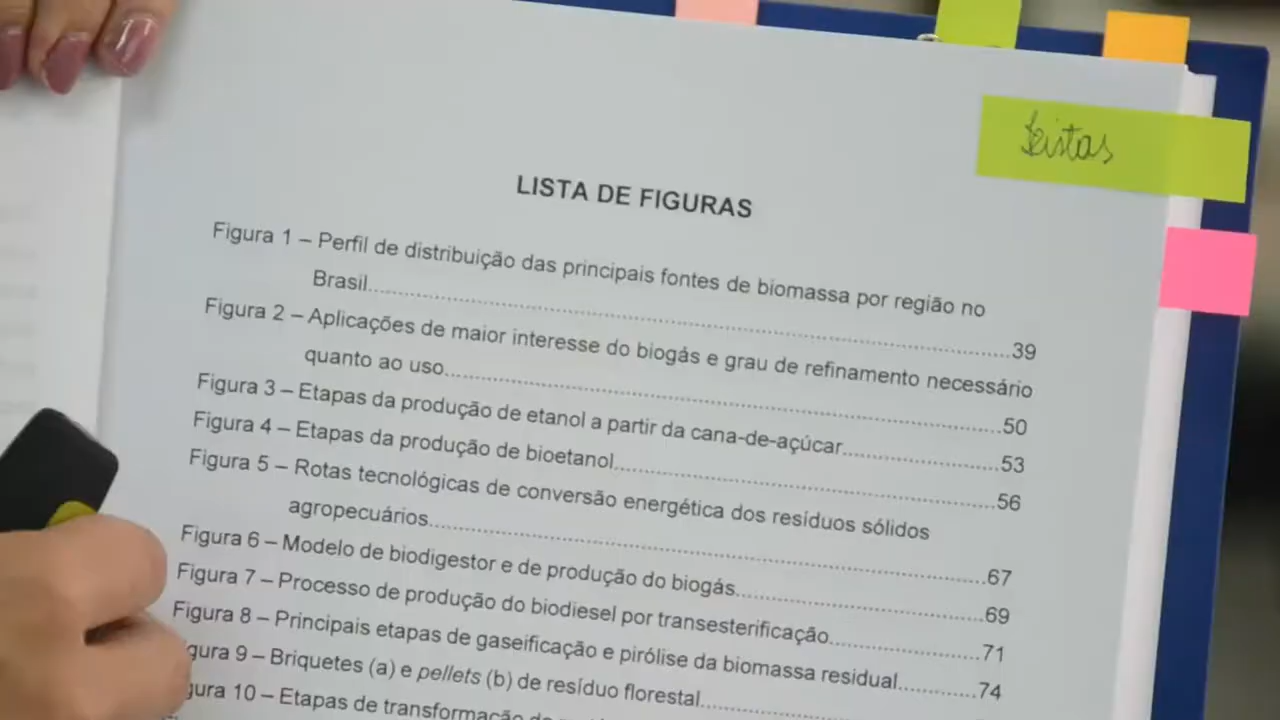 Listas
LISTA DE FIGURAS
Figura 1 – Perfil de distribuição das principais fontes de biomassa por região no
Brasil....................39
Figura 2 – Aplicações de maior interesse do biogás e grau de refinamento necessário
quanto ao uso....................50
Figura 3 – Etapas da produção de etanol a partir da cana-de-açúcar....................53
Figura 4 – Etapas da produção de bioetanol....................56
Figura 5 – Rotas tecnológicas de conversão energética dos resíduos sólidos
agropecuários....................67
Figura 6 – Modelo de biodigestor e de produção do biogás....................69
Figura 7 – Processo de produção do biodiesel por transesterificação....................71
Figura 8 – Principais etapas de gaseificação e pirólise da biomassa residual............74
gura 9 – Briquetes (a) e pellets (b) de resíduo florestal....................
gura 10 – Etapas de transformação